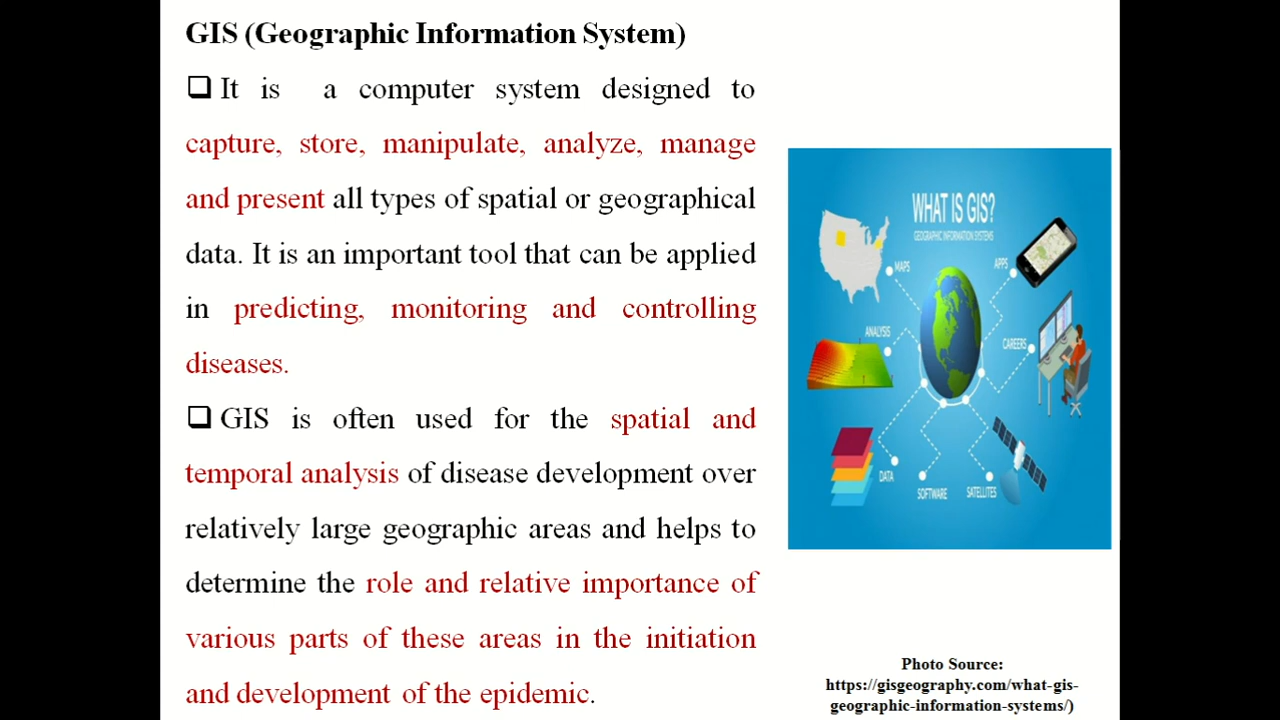 GIS (Geographic Information System)
❑ It is a computer system designed to
capture, store, manipulate, analyze, manage
and present all types of spatial or geographical
data. It is an important tool that can be applied
in predicting, monitoring and controlling
diseases.
❑ GIS is often used for the spatial and
temporal analysis of disease development over
relatively large geographic areas and helps to
determine the role and relative importance of
various parts of these areas in the initiation
and development of the epidemic.
WHAT IS GIS?
GEOGRAPHIC INFORMATION SYSTEMS
MAPS
APPS
ANALYSIS
CAREERS
DATA
SOFTWARE
SATELLITES
Photo Source:
https://gisgeography.com/what-gis-
geographic-information-systems/)